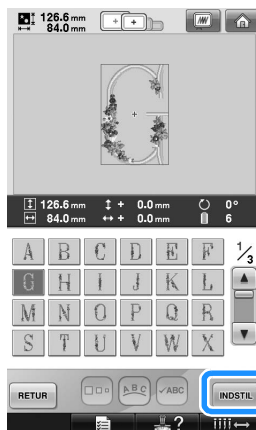 126.6 mm
84.0 mm
126.6 mm + 0.0 mm 0°
84.0 mm + 0.0 mm 6
A B C D E F 1/3
G H I J K L
M N O P Q R
S T U V W X
RETUR ABC ABC INDSTIL
?